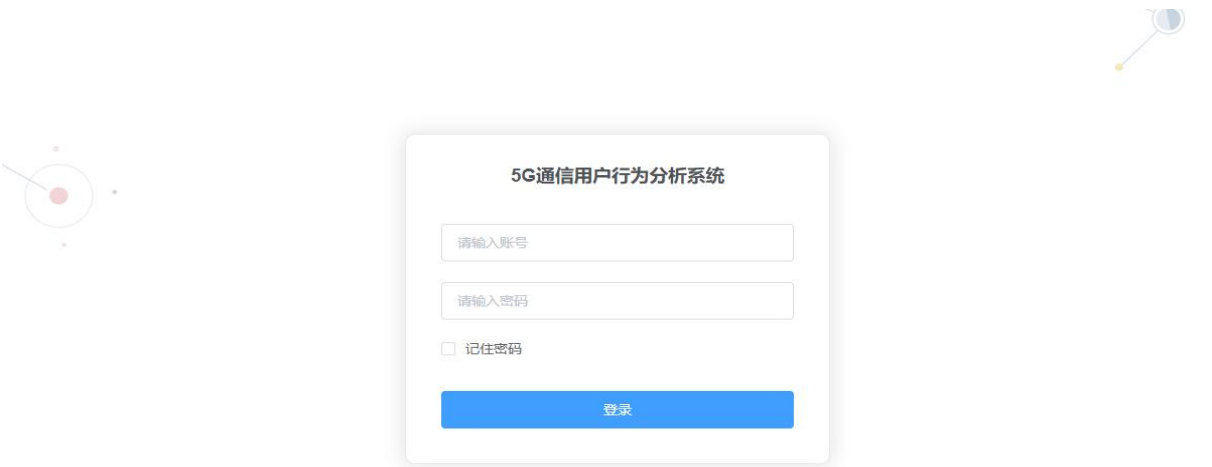 5G通信用户行为分析系统
请输入账号
请输入密码
记住密码
登录